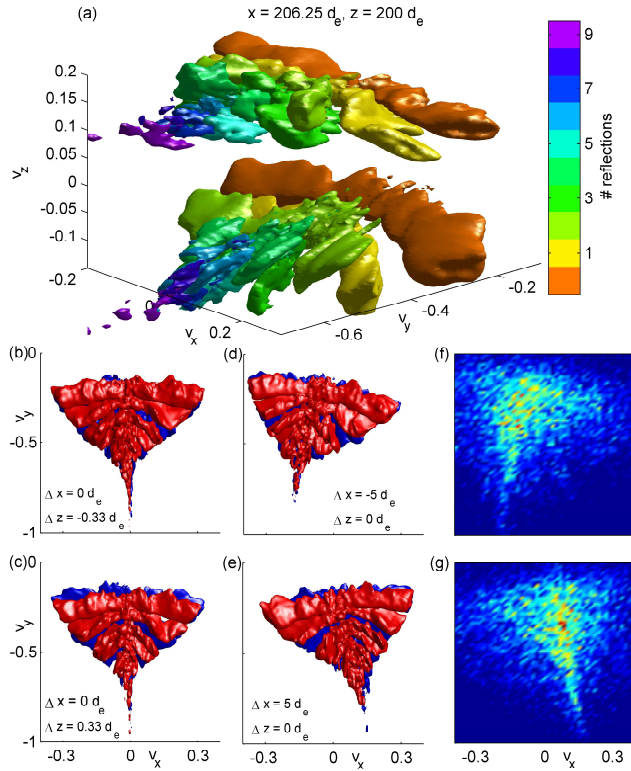 (a)
x = 206.25 d_e, z = 200 d_e
0.2
0.15
0.1
0.05
0
-0.05
-0.1
v_z
-0.2
0
0.2
v_x
-0.6
-0.4
-0.2
v_y
9
7
5
3
1
# reflections
(b)
0
-0.5
-1
v_y
Δ x = 0 d_e
Δ z = -0.33 d_e
(d)
Δ x = -5 d_e
Δ z = 0 d_e
(f)
(c)
0
-0.5
-1
v_y
Δ x = 0 d_e
Δ z = 0.33 d_e
-0.3
0
v_x
0.3
(e)
Δ x = 5 d_e
Δ z = 0 d_e
-0.3
0
v_x
0.3
(g)
-0.3
0
v_x
0.3